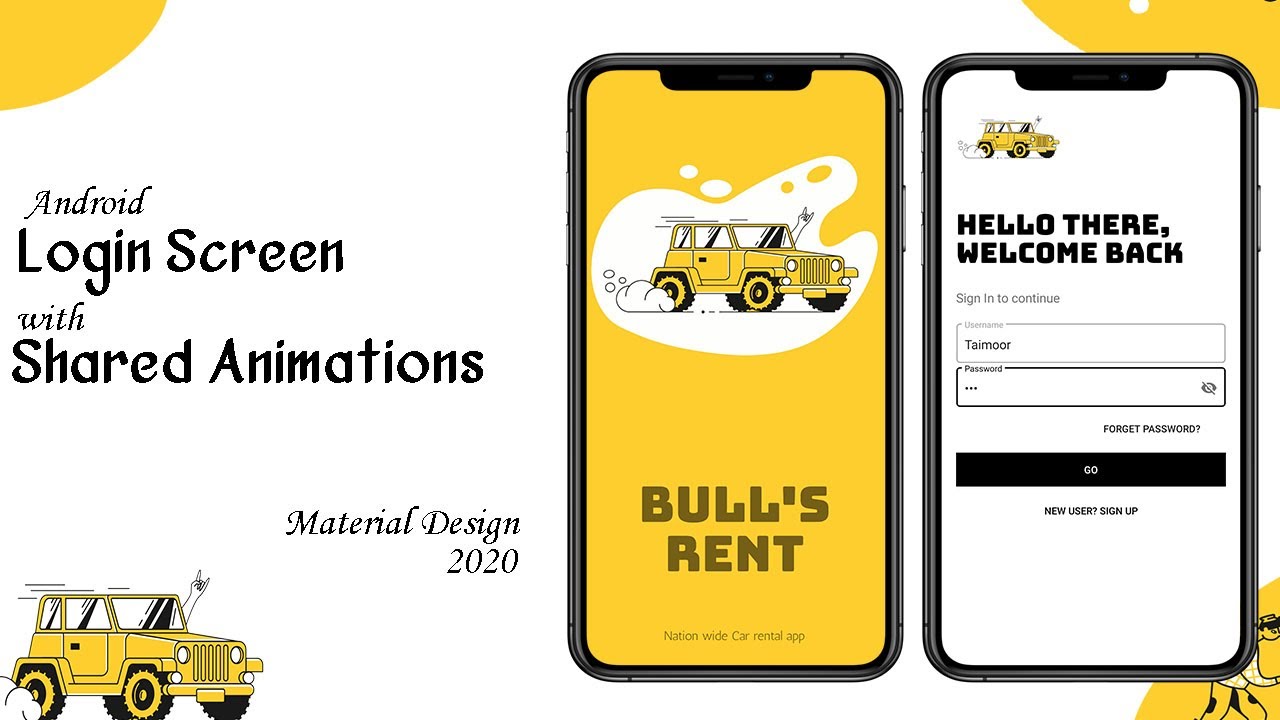 Android
Login Screen
with
Shared Animations
Material Design
2020
BULL'S
RENT
Nation wide Car rental app
HELLO THERE,
WELCOME BACK
Sign In to continue
Username
Taimoor
Password
•••
FORGET PASSWORD?
GO
NEW USER? SIGN UP